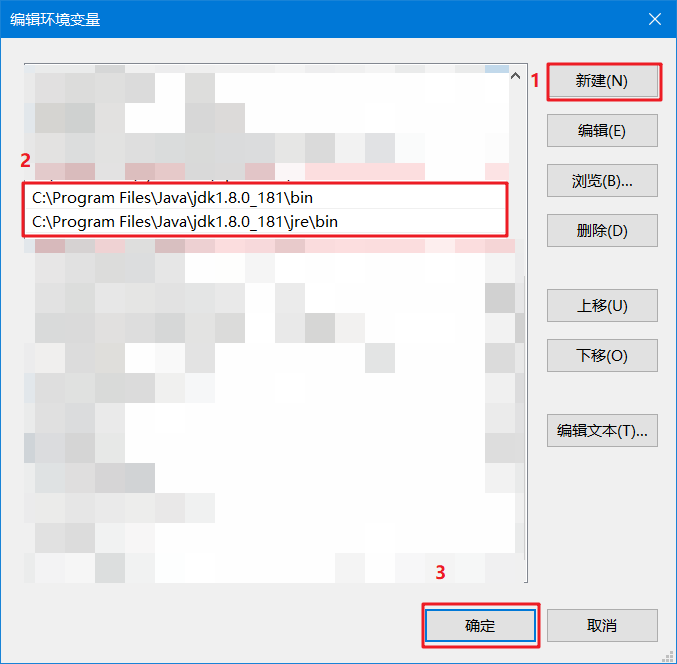 编辑环境变量
1
新建(N)
编辑(E)
2
浏览(B)...
C:\Program Files\Java\jdk1.8.0_181\bin
C:\Program Files\Java\jdk1.8.0_181\jre\bin
删除(D)
上移(U)
下移(O)
编辑文本(T)...
3
确定
取消